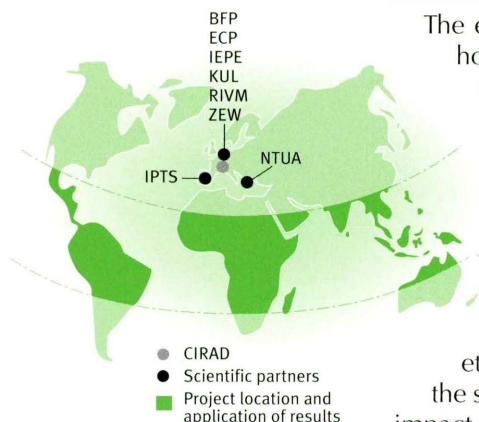 BFP
ECP
IEPE
KUL
RIVM
ZEW
IPTS
NTUA
CIRAD
Scientific partners
Project location and
application of results
The e
ho
et
the s
impact